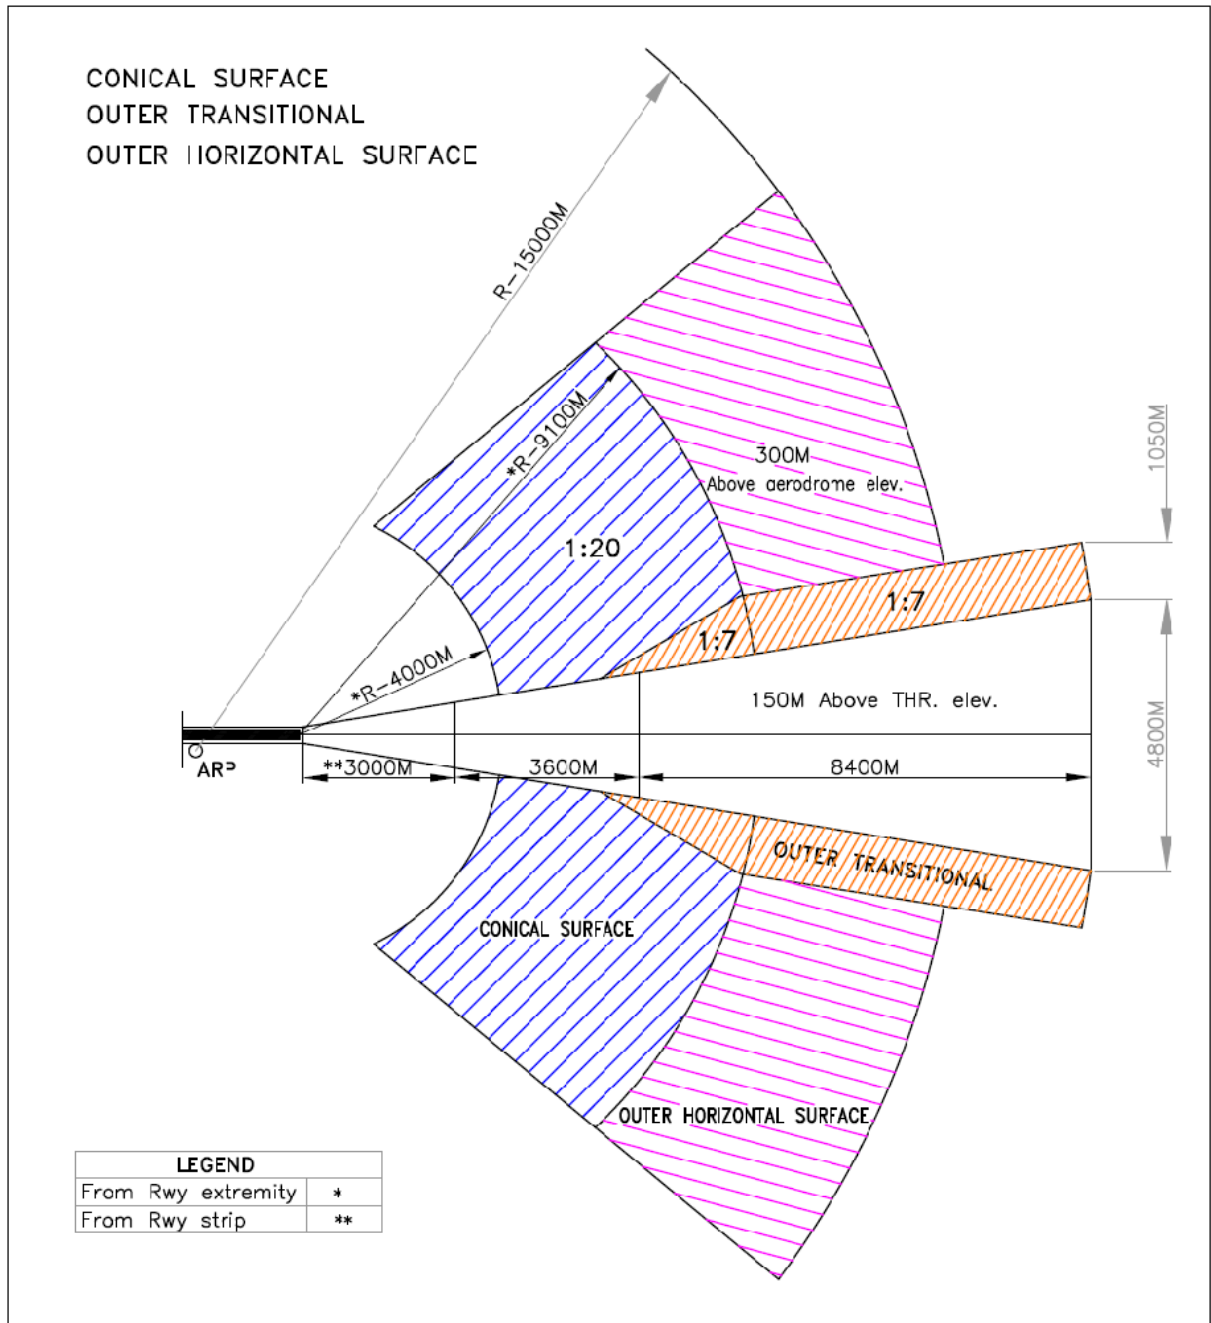 CONICAL SURFACE
OUTER TRANSITIONAL
OUTER HORIZONTAL SURFACE
R-15000M
*R-9100M
300M
Above aerodrome elev.
1050M
1:20
1:7
1:7
*R-4000M
150M Above THR. elev.
4800M
ARP
**3000M
3600M
8400M
OUTER TRANSITIONAL
CONICAL SURFACE
OUTER HORIZONTAL SURFACE
LEGEND
From Rwy extremity *
From Rwy strip **